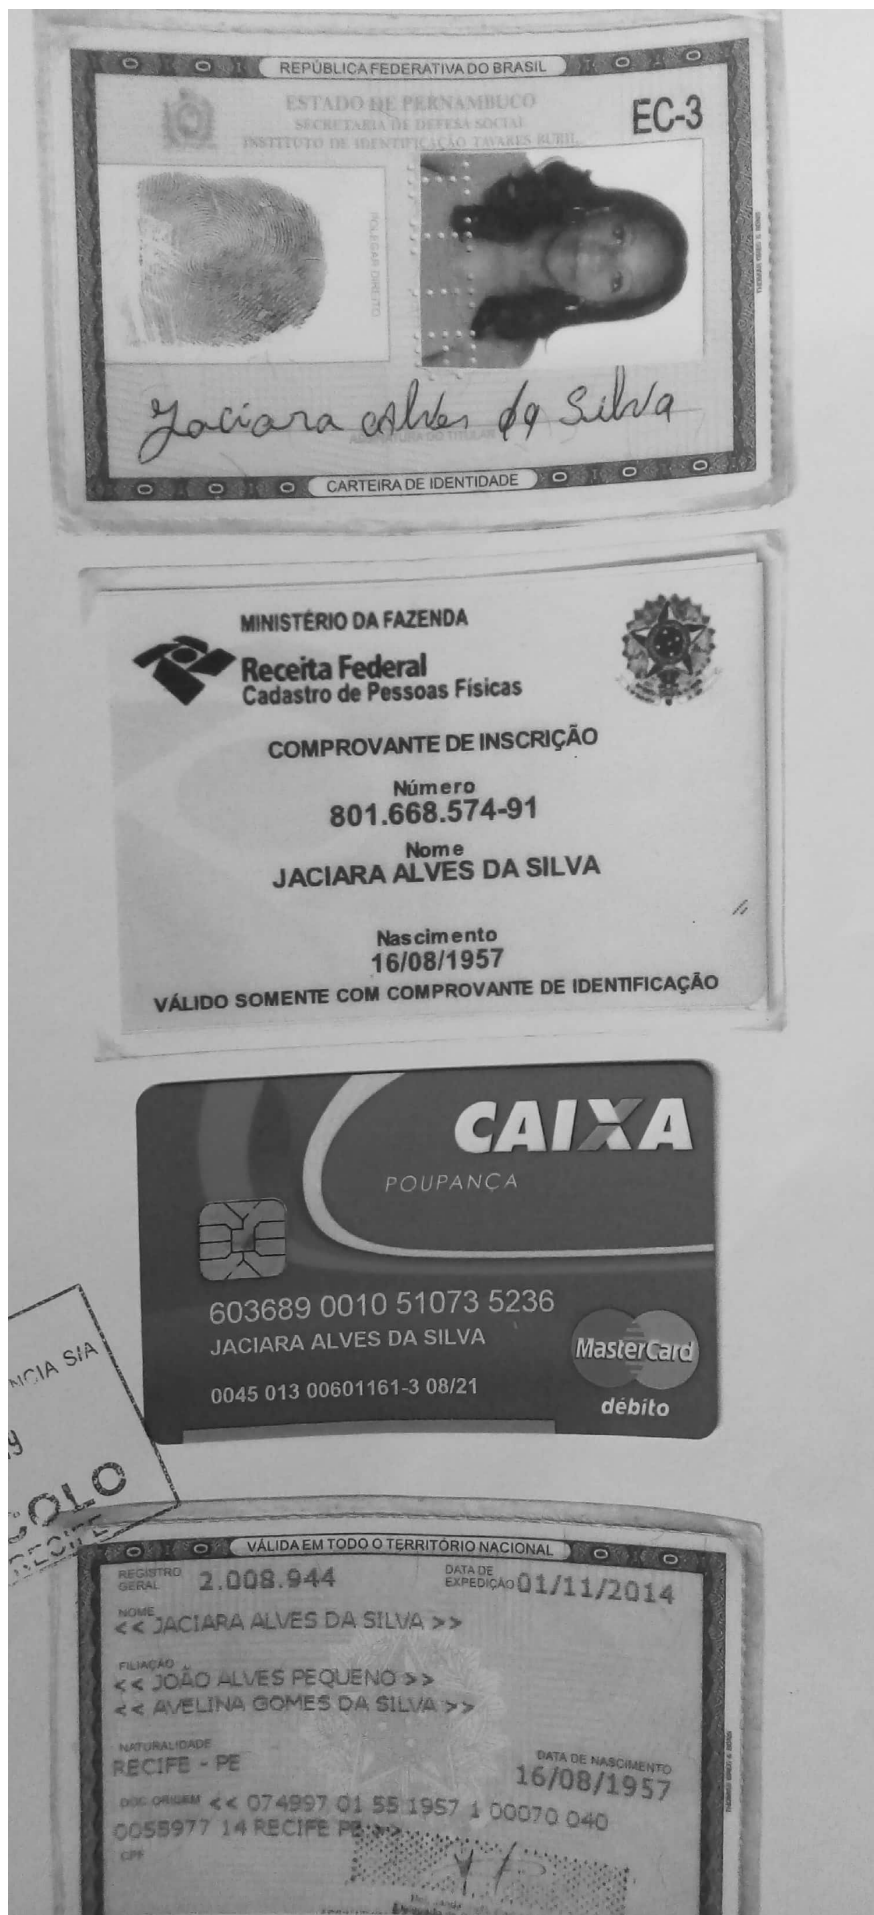 REPÚBLICA FEDERATIVA DO BRASIL
ESTADO DE PERNAMBUCO
SECRETARIA DE DEFESA SOCIAL
INSTITUTO DE IDENTIFICAÇÃO TAVARES BURIL
EC-3
POLEGAR DIREITO
Jaciara Alves da Silva
ASSINATURA DO TITULAR
CARTEIRA DE IDENTIDADE
MINISTÉRIO DA FAZENDA
Receita Federal
Cadastro de Pessoas Físicas
COMPROVANTE DE INSCRIÇÃO
Número
801.668.574-91
Nome
JACIARA ALVES DA SILVA
Nascimento
16/08/1957
VÁLIDO SOMENTE COM COMPROVANTE DE IDENTIFICAÇÃO
CAIXA
POUPANÇA
603689 0010 51073 5236
JACIARA ALVES DA SILVA
MasterCard
0045 013 00601161-3 08/21
débito
S/A
COLO
RECIFE
VÁLIDA EM TODO O TERRITÓRIO NACIONAL
REGISTRO GERAL 2.008.944 DATA DE EXPEDIÇÃO 01/11/2014
NOME
<< JACIARA ALVES DA SILVA >>
FILIAÇÃO
<< JOÃO ALVES PEQUENO >>
<< AVELINA GOMES DA SILVA >>
NATURALIDADE
RECIFE - PE
DATA DE NASCIMENTO
16/08/1957
DOC ORIGEM << 074997 01 55 1957 1 00070 040
0055977 14 RECIFE PE >>
CPF